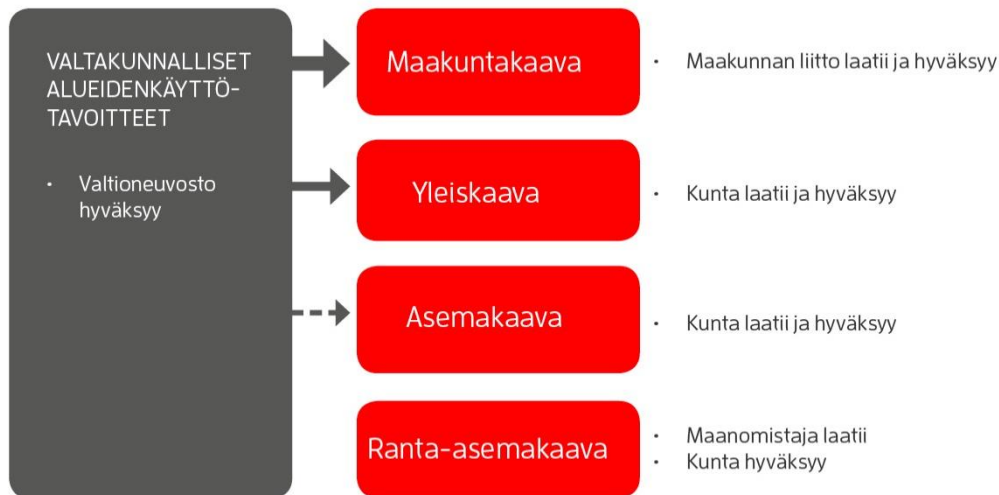 VALTAKUNNALLISET
ALUEIDENKÄYTTÖ-
TAVOITTEET
• Valtioneuvosto
hyväksyy
Maakuntakaava
• Maakunnan liitto laatii ja hyväksyy
Yleiskaava
• Kunta laatii ja hyväksyy
Asemakaava
• Kunta laatii ja hyväksyy
Ranta-asemakaava
• Maanomistaja laatii
• Kunta hyväksyy